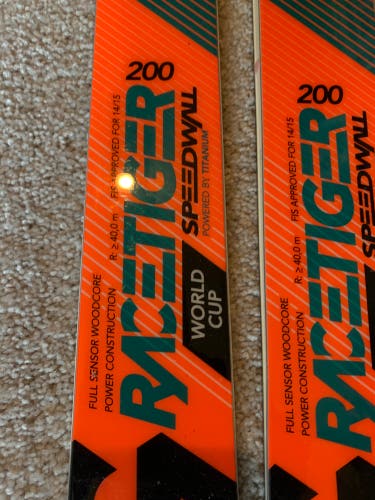 200
RACETIGER
SPEEDWALL
POWERED BY TITANIUM
R: ≥ 40,0 m FIS APPROVED FOR 14/15
WORLD
CUP
FULL SENSOR WOODCORE
POWER CONSTRUCTION
200
RACETIGER
SPEEDWALL
R: ≥ 40,0 m FIS APPROVED FOR 14/15
FULL SENSOR WOODCORE
POWER CONSTRUCTION